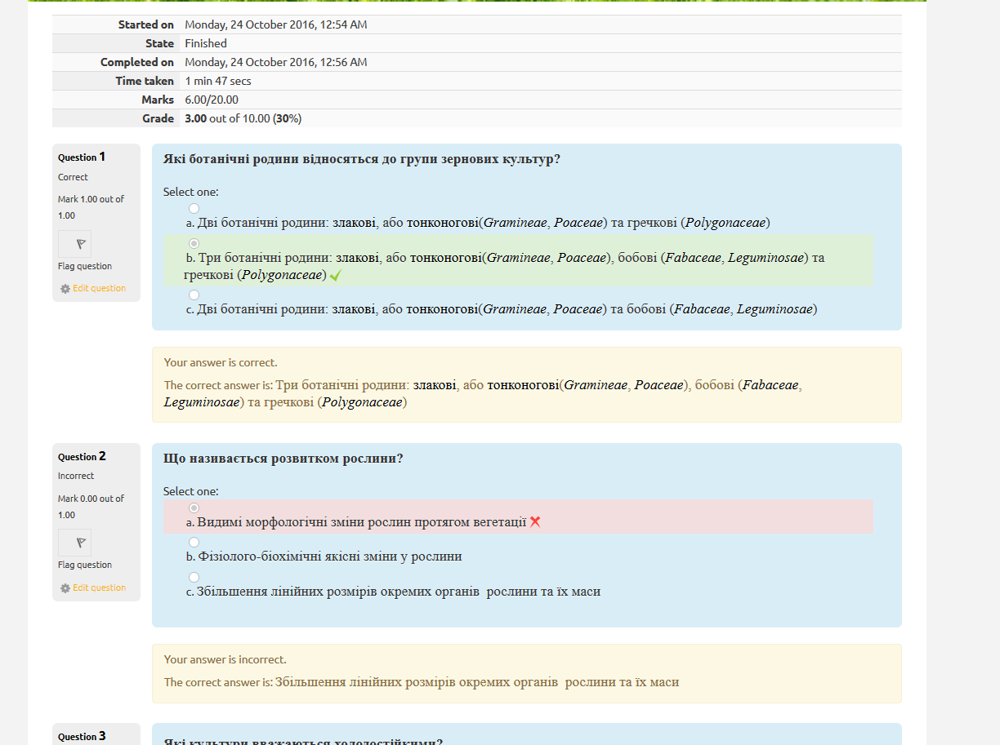 Started on Monday, 24 October 2016, 12:54 AM
State Finished
Completed on Monday, 24 October 2016, 12:56 AM
Time taken 1 min 47 secs
Marks 6.00/20.00
Grade 3.00 out of 10.00 (30%)
Question 1
Correct
Mark 1.00 out of
1.00
Flag question
Edit question
Які ботанічні родини відносяться до групи зернових культур?
Select one:
a. Дві ботанічні родини: злакові, або тонконогові(Gramineae, Poaceae) та гречкові (Polygonaceae)
b. Три ботанічні родини: злакові, або тонконогові(Gramineae, Poaceae), бобові (Fabaceae, Leguminosae) та
гречкові (Polygonaceae)
c. Дві ботанічні родини: злакові, або тонконогові(Gramineae, Poaceae) та бобові (Fabaceae, Leguminosae)
Your answer is correct.
The correct answer is: Три ботанічні родини: злакові, або тонконогові(Gramineae, Poaceae), бобові (Fabaceae,
Leguminosae) та гречкові (Polygonaceae)
Question 2
Incorrect
Mark 0.00 out of
1.00
Flag question
Edit question
Що називається розвитком рослини?
Select one:
a. Видимі морфологічні зміни рослин протягом вегетації
b. Фізіолого-біохімічні якісні зміни у рослини
c. Збільшення лінійних розмірів окремих органів рослини та їх маси
Your answer is incorrect.
The correct answer is: Збільшення лінійних розмірів окремих органів рослини та їх маси
Question 3
Які культури вважаються холодостійкими?